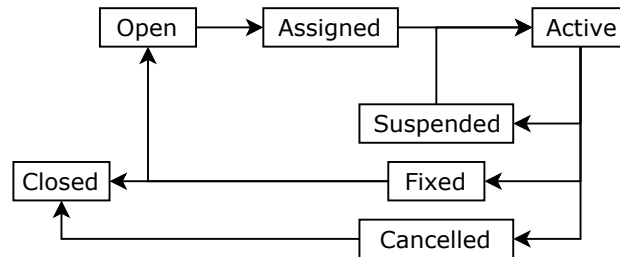 Open
Assigned
Active
Suspended
Closed
Fixed
Cancelled